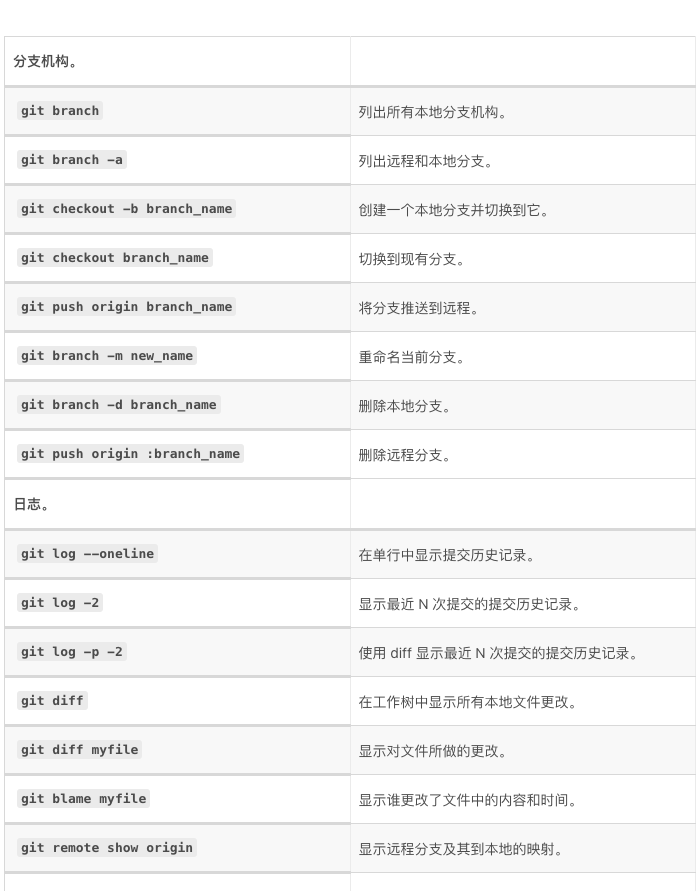 分支机构。
git branch 列出所有本地分支机构。
git branch -a 列出远程和本地分支。
git checkout -b branch_name 创建一个本地分支并切换到它。
git checkout branch_name 切换到现有分支。
git push origin branch_name 将分支推送到远程。
git branch -m new_name 重命名当前分支。
git branch -d branch_name 删除本地分支。
git push origin :branch_name 删除远程分支。
日志。
git log --oneline 在单行中显示提交历史记录。
git log -2 显示最近 N 次提交的提交历史记录。
git log -p -2 使用 diff 显示最近 N 次提交的提交历史记录。
git diff 在工作树中显示所有本地文件更改。
git diff myfile 显示对文件所做的更改。
git blame myfile 显示谁更改了文件中的内容和时间。
git remote show origin 显示远程分支及其到本地的映射。